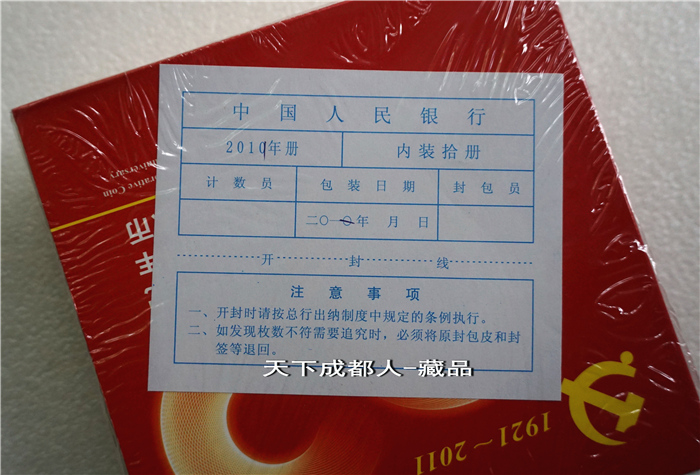 中国人民银行
2010年册 内装拾册
计数员 包装日期 封包员
二〇一〇年 月 日
开 封 线
注意事项
一、开封时请按总行出纳制度中规定的条例执行。
二、如发现枚数不符需要追究时，必须将原封包皮和封
签等退回。
天下成都人-藏品
1921～2011
rative Coin
nniversary
年
币